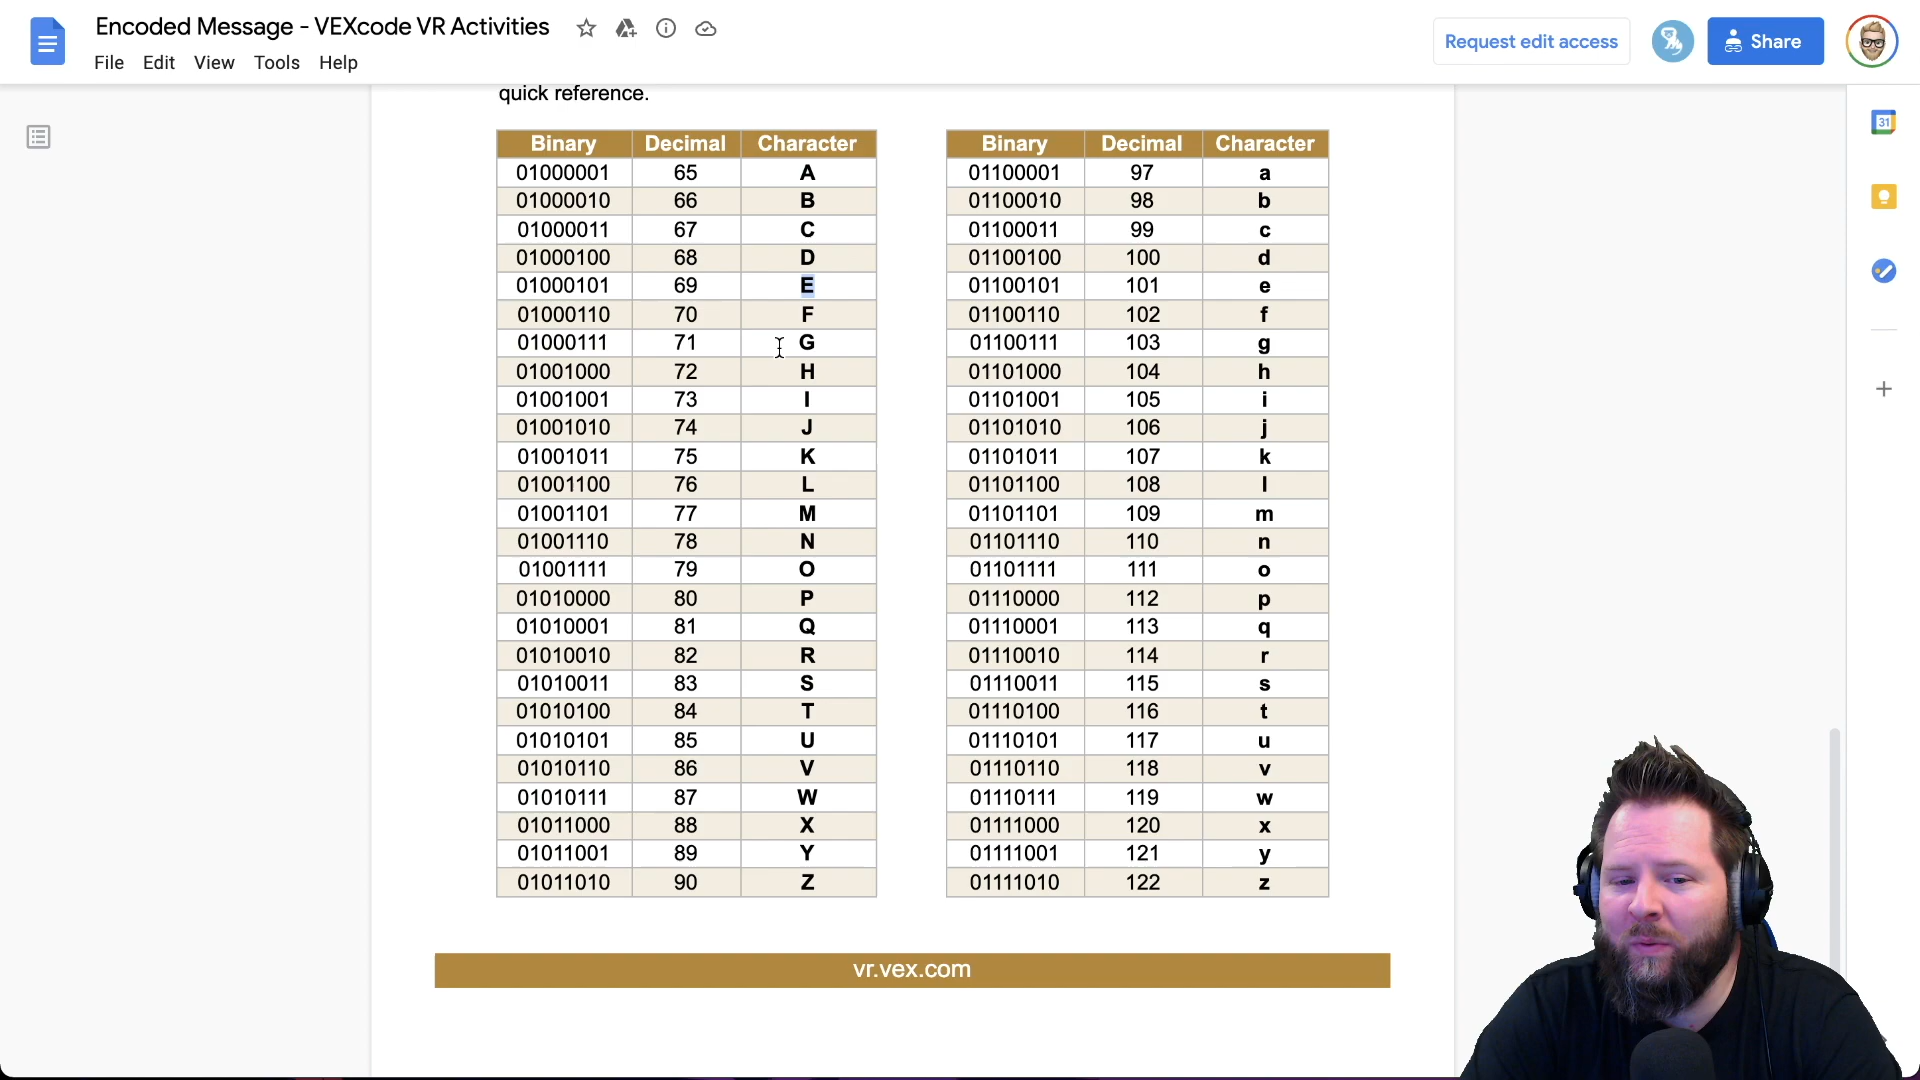 Encoded Message - VEXcode VR Activities
File Edit View Tools Help
Request edit access
Share
31
quick reference.
Binary Decimal Character Binary Decimal Character
01000001 65 A 01100001 97 a
01000010 66 B 01100010 98 b
01000011 67 C 01100011 99 c
01000100 68 D 01100100 100 d
01000101 69 E 01100101 101 e
01000110 70 F 01100110 102 f
01000111 71 G 01100111 103 g
01001000 72 H 01101000 104 h
01001001 73 I 01101001 105 i
01001010 74 J 01101010 106 j
01001011 75 K 01101011 107 k
01001100 76 L 01101100 108 l
01001101 77 M 01101101 109 m
01001110 78 N 01101110 110 n
01001111 79 O 01101111 111 o
01010000 80 P 01110000 112 p
01010001 81 Q 01110001 113 q
01010010 82 R 01110010 114 r
01010011 83 S 01110011 115 s
01010100 84 T 01110100 116 t
01010101 85 U 01110101 117 u
01010110 86 V 01110110 118 v
01010111 87 W 01110111 119 w
01011000 88 X 01111000 120 x
01011001 89 Y 01111001 121 y
01011010 90 Z 01111010 122 z
vr.vex.com